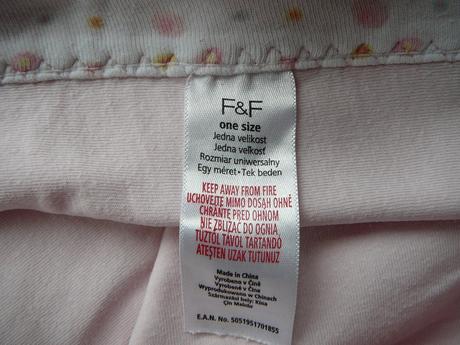 F&F
one size
Jedna velikost
Jedna veľkosť
Rozmiar uniwersalny
Egy méret • Tek beden
KEEP AWAY FROM FIRE
UCHOVEJTE MIMO DOSAH OHNĚ
CHRÁŇTE PRED OHŇOM
NIE ZBLIŻAĆ DO OGNIA
TŰZTŐL TÁVOL TARTANDÓ
ATEŞTEN UZAK TUTUNUZ
Made in China
Vyrobeno v Číně
Vyrobené v Číne
Wyprodukowano w Chinach
Származási hely: Kína
Çin Malıdır
E.A.N. No. 5051951701855